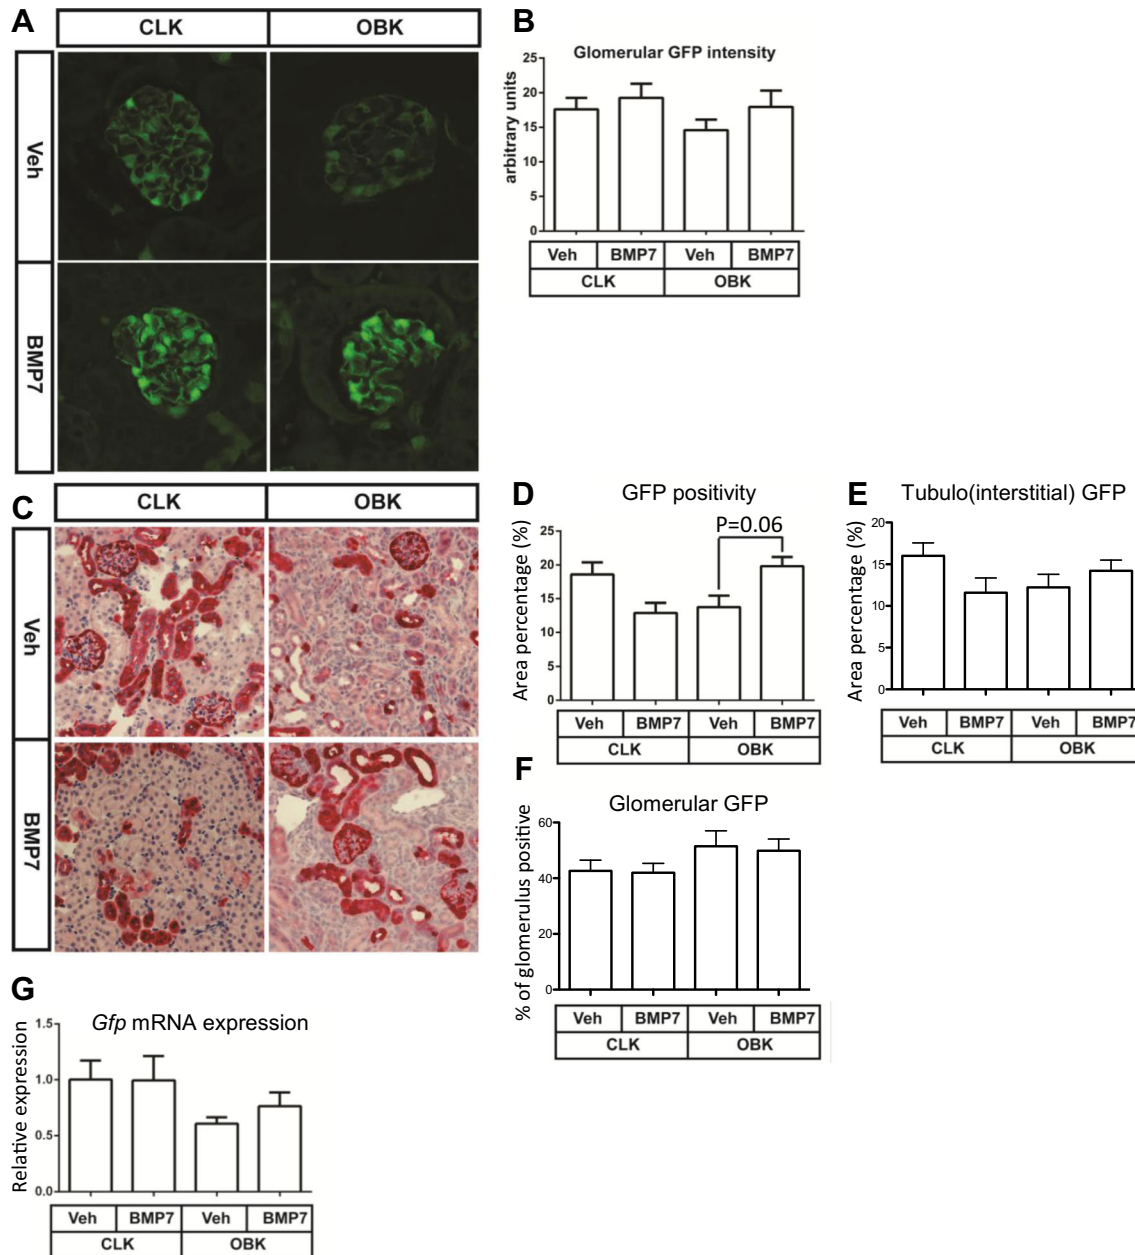 A
CLK OBK
Veh
BMP7
B
Glomerular GFP intensity
arbitrary units
25
20
15
10
5
0
Veh BMP7 Veh BMP7
CLK OBK
C
CLK OBK
Veh
BMP7
D
GFP positivity
P=0.06
Area percentage (%)
25
20
15
10
5
0
Veh BMP7 Veh BMP7
CLK OBK
E
Tubulo(interstitial) GFP
Area percentage (%)
20
15
10
5
0
Veh BMP7 Veh BMP7
CLK OBK
F
Glomerular GFP
% of glomerulus positive
60
40
20
0
Veh BMP7 Veh BMP7
CLK OBK
G
Gfp mRNA expression
Relative expression
1.5
1.0
0.5
0.0
Veh BMP7 Veh BMP7
CLK OBK